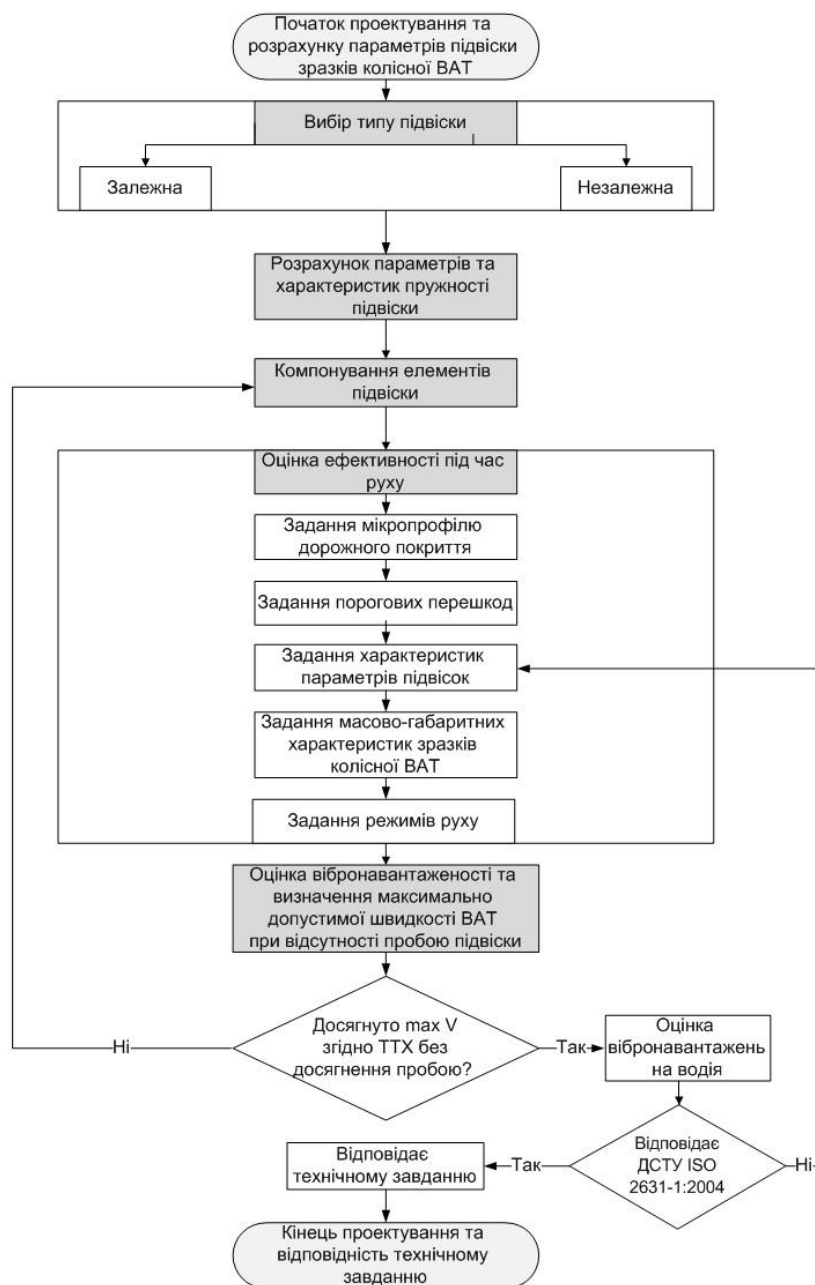 Початок проектування та
розрахунку параметрів підвіски
зразків колісної ВАТ
Вибір типу підвіски
Залежна
Незалежна
Розрахунок параметрів та
характеристик пружності
підвіски
Компонування елементів
підвіски
Оцінка ефективності під час
руху
Задання мікропрофілю
дорожного покриття
Задання порогових перешкод
Задання характеристик
параметрів підвісок
Задання масово-габаритних
характеристик зразків
колісної ВАТ
Задання режимів руху
Оцінка вібронавантаженості та
визначення максимально
допустимої швидкості ВАТ
при відсутності пробою підвіски
Досягнуто max V
згідно ТТХ без
досягнення пробою?
Ні
Так
Оцінка
вібронавантажень
на водія
Відповідає
ДСТУ ISO
2631-1:2004
Ні
Так
Відповідає
технічному завданню
Кінець проектування та
відповідність технічному
завданню